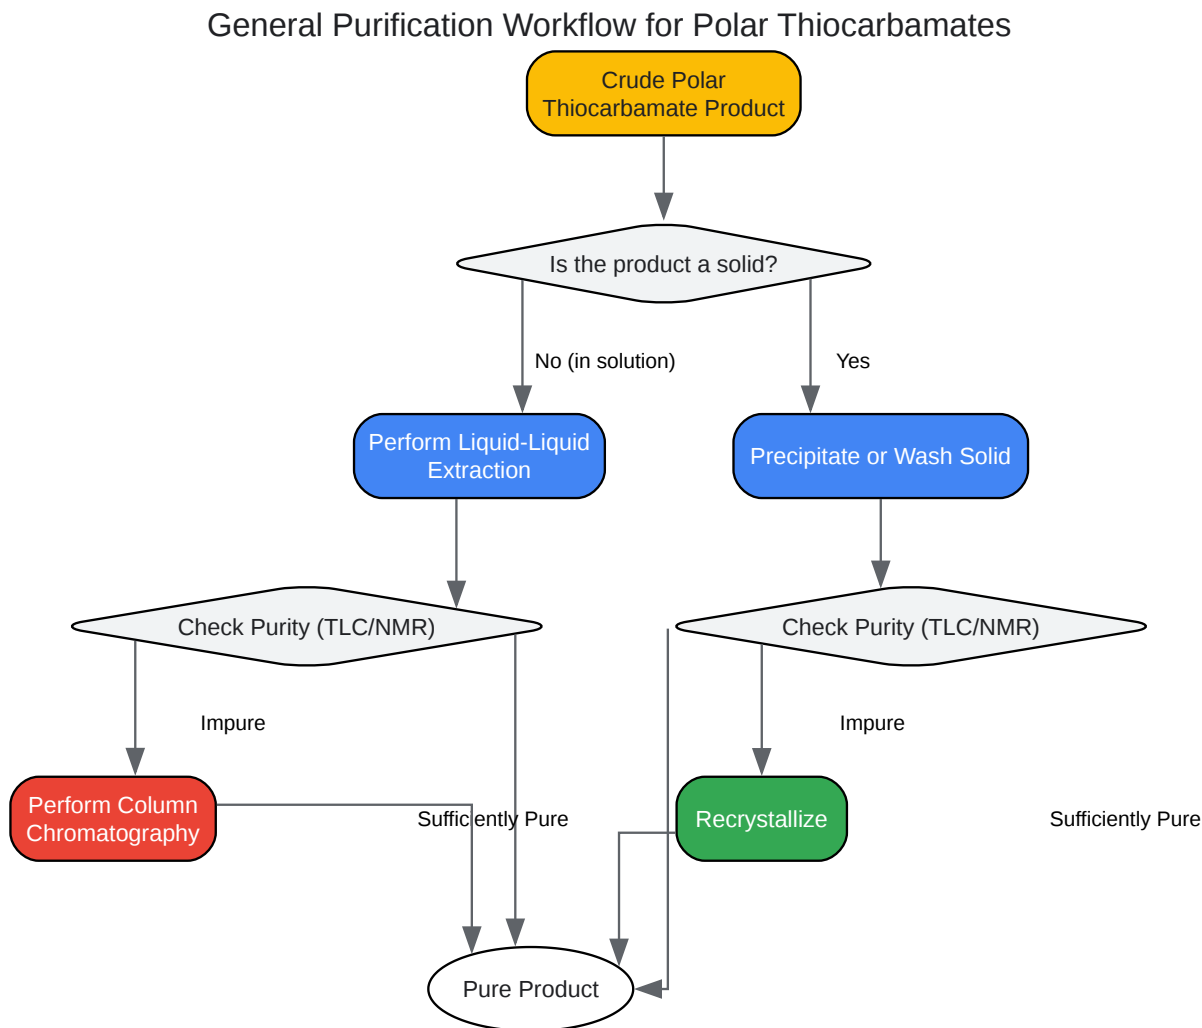 General Purification Workflow for Polar Thiocarbamates
Crude Polar
Thiocarbamate Product
Is the product a solid?
No (in solution)
Yes
Perform Liquid-Liquid
Extraction
Precipitate or Wash Solid
Check Purity (TLC/NMR)
Check Purity (TLC/NMR)
Impure
Impure
Perform Column
Chromatography
Sufficiently Pure
Recrystallize
Sufficiently Pure
Pure Product